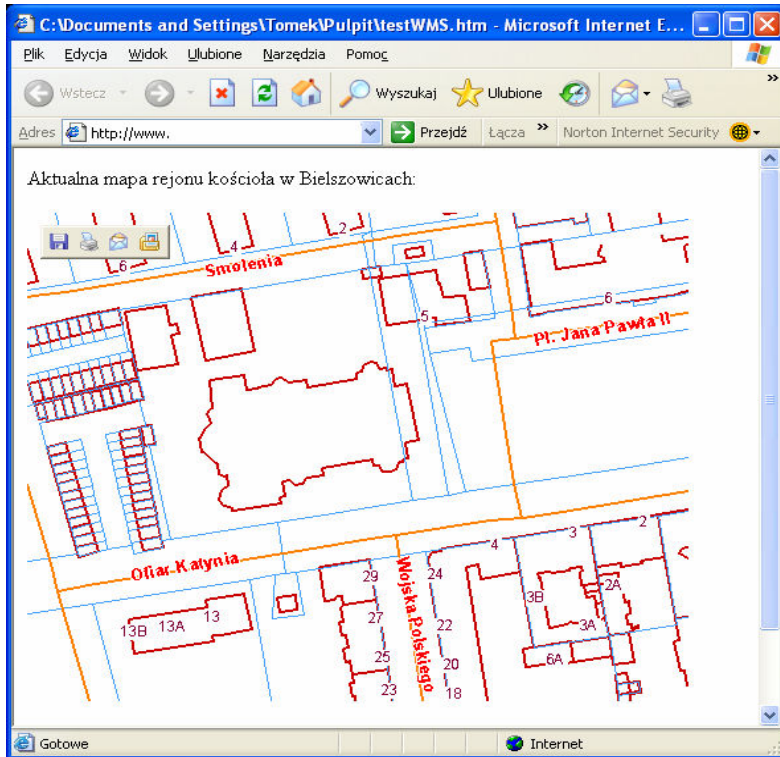 C:\Documents and Settings\Tomek\Pulpit\testWMS.htm - Microsoft Internet E...
Plik Edycja Widok Ulubione Narzędzia Pomoc
Wstecz Wyszukaj Ulubione »
Adres http://www. Przejdź Łącza » Norton Internet Security
Aktualna mapa rejonu kościoła w Bielszowicach:
2
4
6
Smolenia
5
6
Pl. Jana Pawła II
2
3
4
Ofiar Katynia
Wojska Polskiego
29
24
27
22
25
20
23
18
13B 13A 13
3B
2A
3A
6A
Gotowe Internet